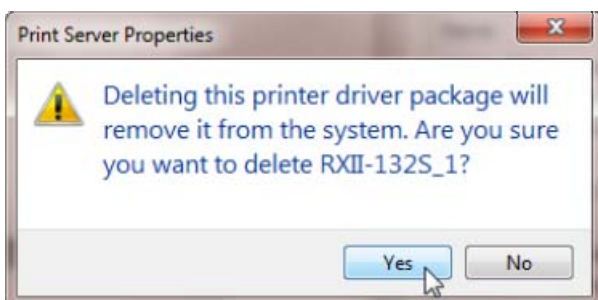 Print Server Properties
Deleting this printer driver package will
remove it from the system. Are you sure
you want to delete RXII-132S_1?
Yes
No